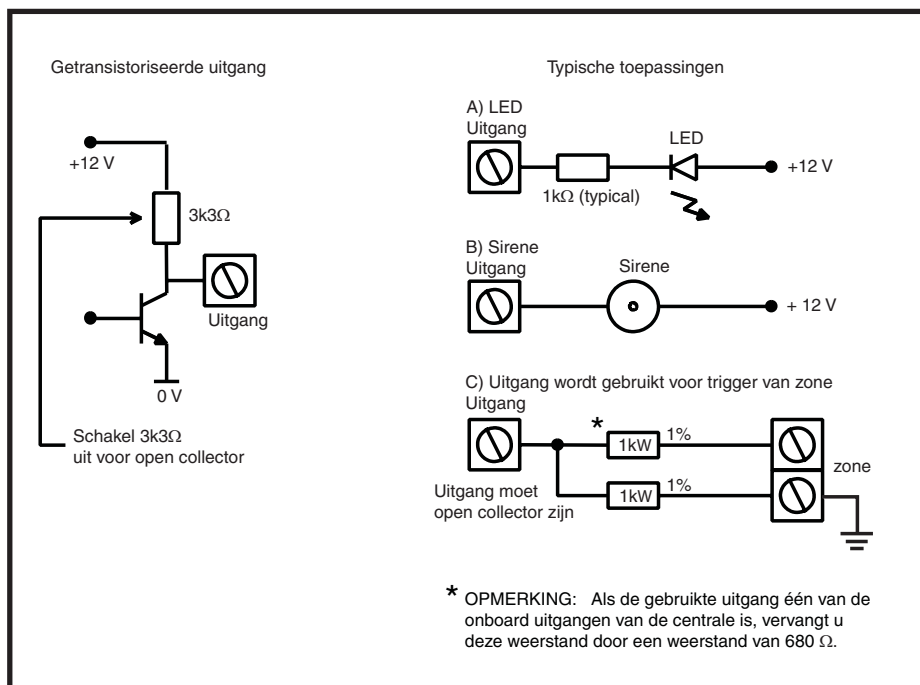 Getransistoriseerde uitgang
+12 V
3k3Ω
Uitgang
0 V
Schakel 3k3Ω
uit voor open collector
Typische toepassingen
A) LED
Uitgang
LED
1kΩ (typical)
+12 V
B) Sirene
Uitgang
Sirene
+ 12 V
C) Uitgang wordt gebruikt voor trigger van zone
Uitgang
*
1kW
1%
1kW
1%
zone
Uitgang moet
open collector zijn
* OPMERKING: Als de gebruikte uitgang één van de
onboard uitgangen van de centrale is, vervangt u
deze weerstand door een weerstand van 680 Ω.